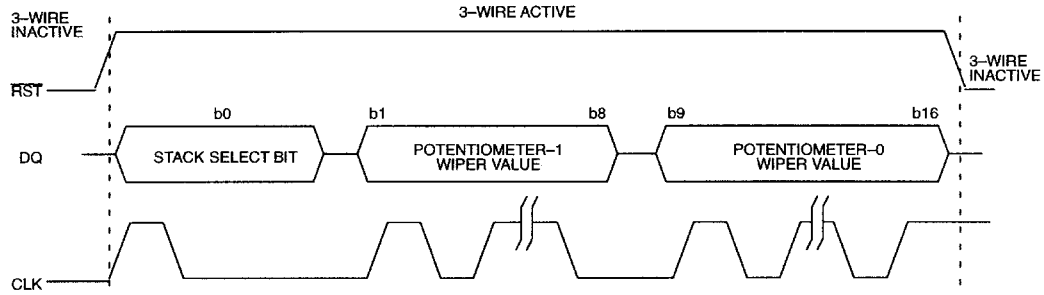 3–WIRE
INACTIVE
3–WIRE ACTIVE
3–WIRE
INACTIVE
RST
b0
b1
b8
b9
b16
DQ
STACK SELECT BIT
POTENTIOMETER–1
WIPER VALUE
POTENTIOMETER–0
WIPER VALUE
CLK